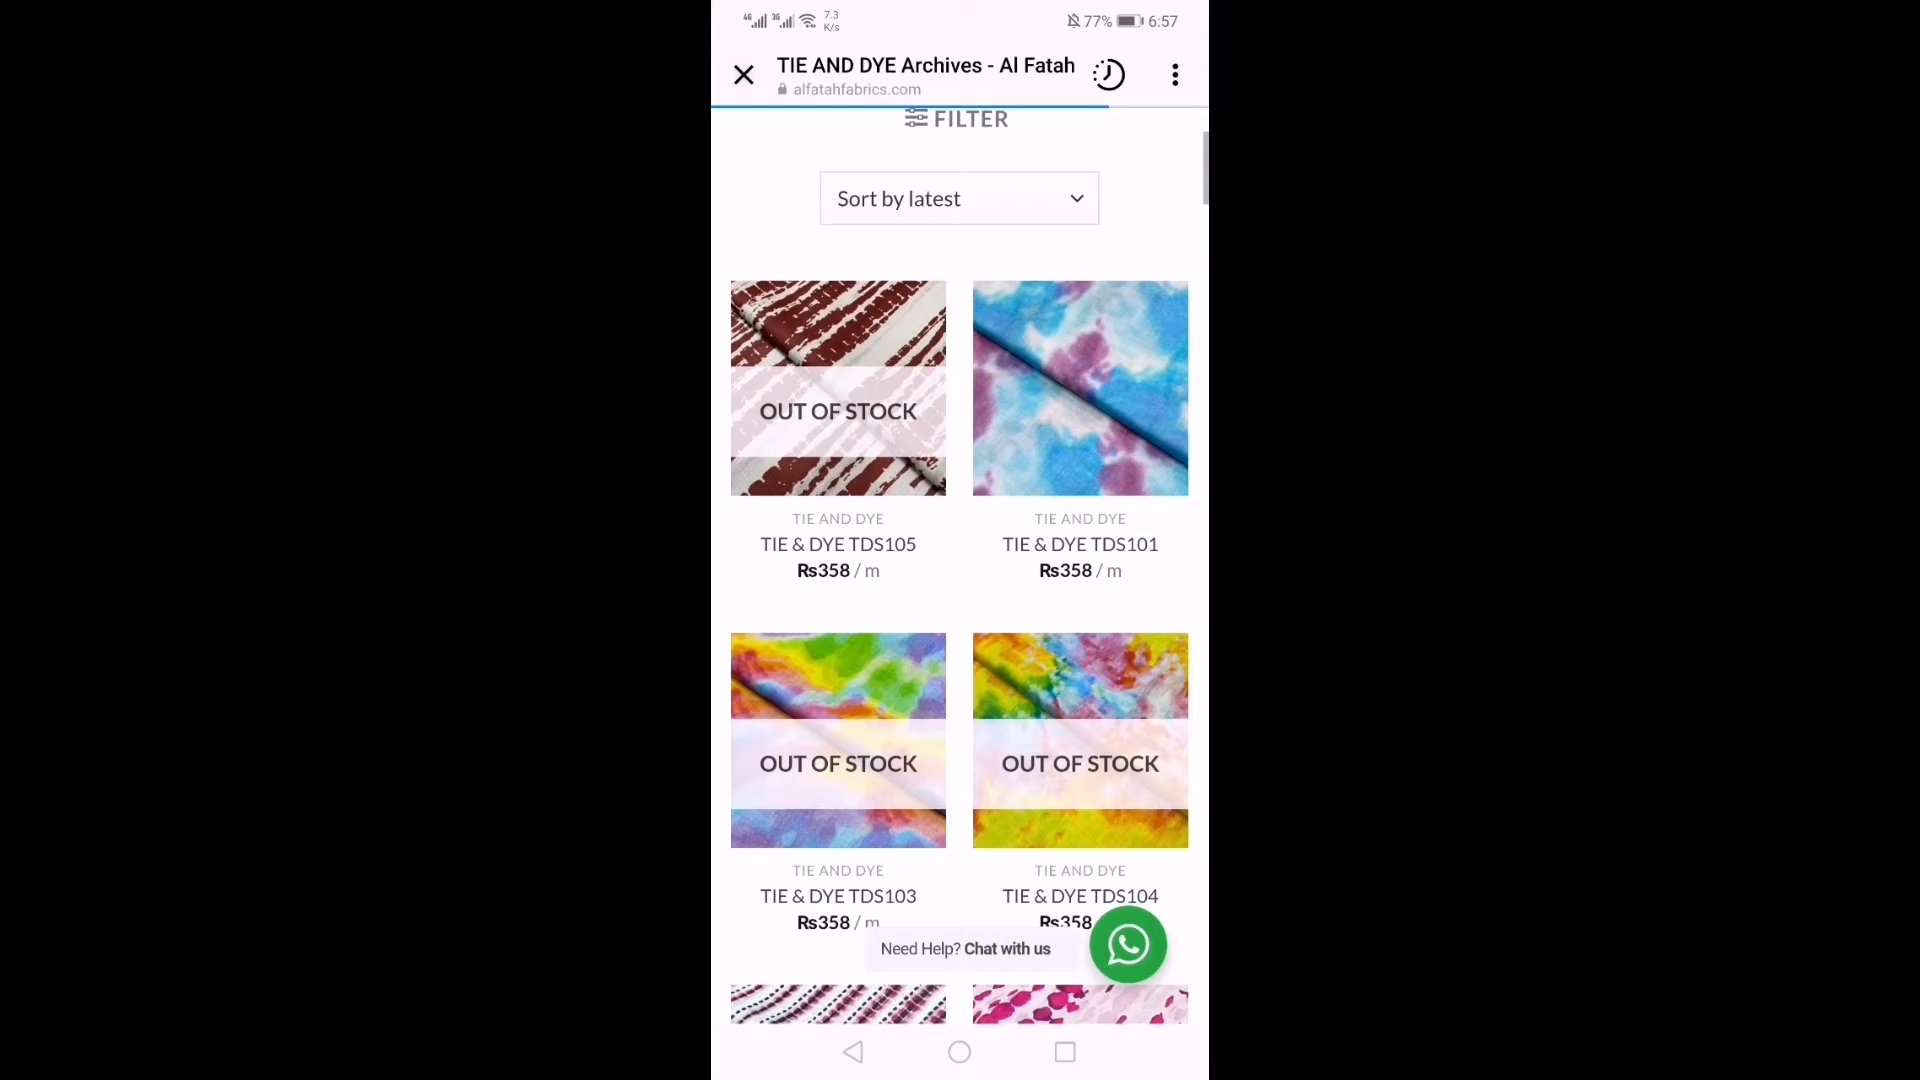 4G 3G 7.3 K/s 77% 6:57
TIE AND DYE Archives - Al Fatah
alfatahfabrics.com
FILTER
Sort by latest
OUT OF STOCK
TIE AND DYE TIE AND DYE
TIE & DYE TDS105 TIE & DYE TDS101
₨358 / m ₨358 / m
OUT OF STOCK OUT OF STOCK
TIE AND DYE TIE AND DYE
TIE & DYE TDS103 TIE & DYE TDS104
₨358 / m ₨358
Need Help? Chat with us